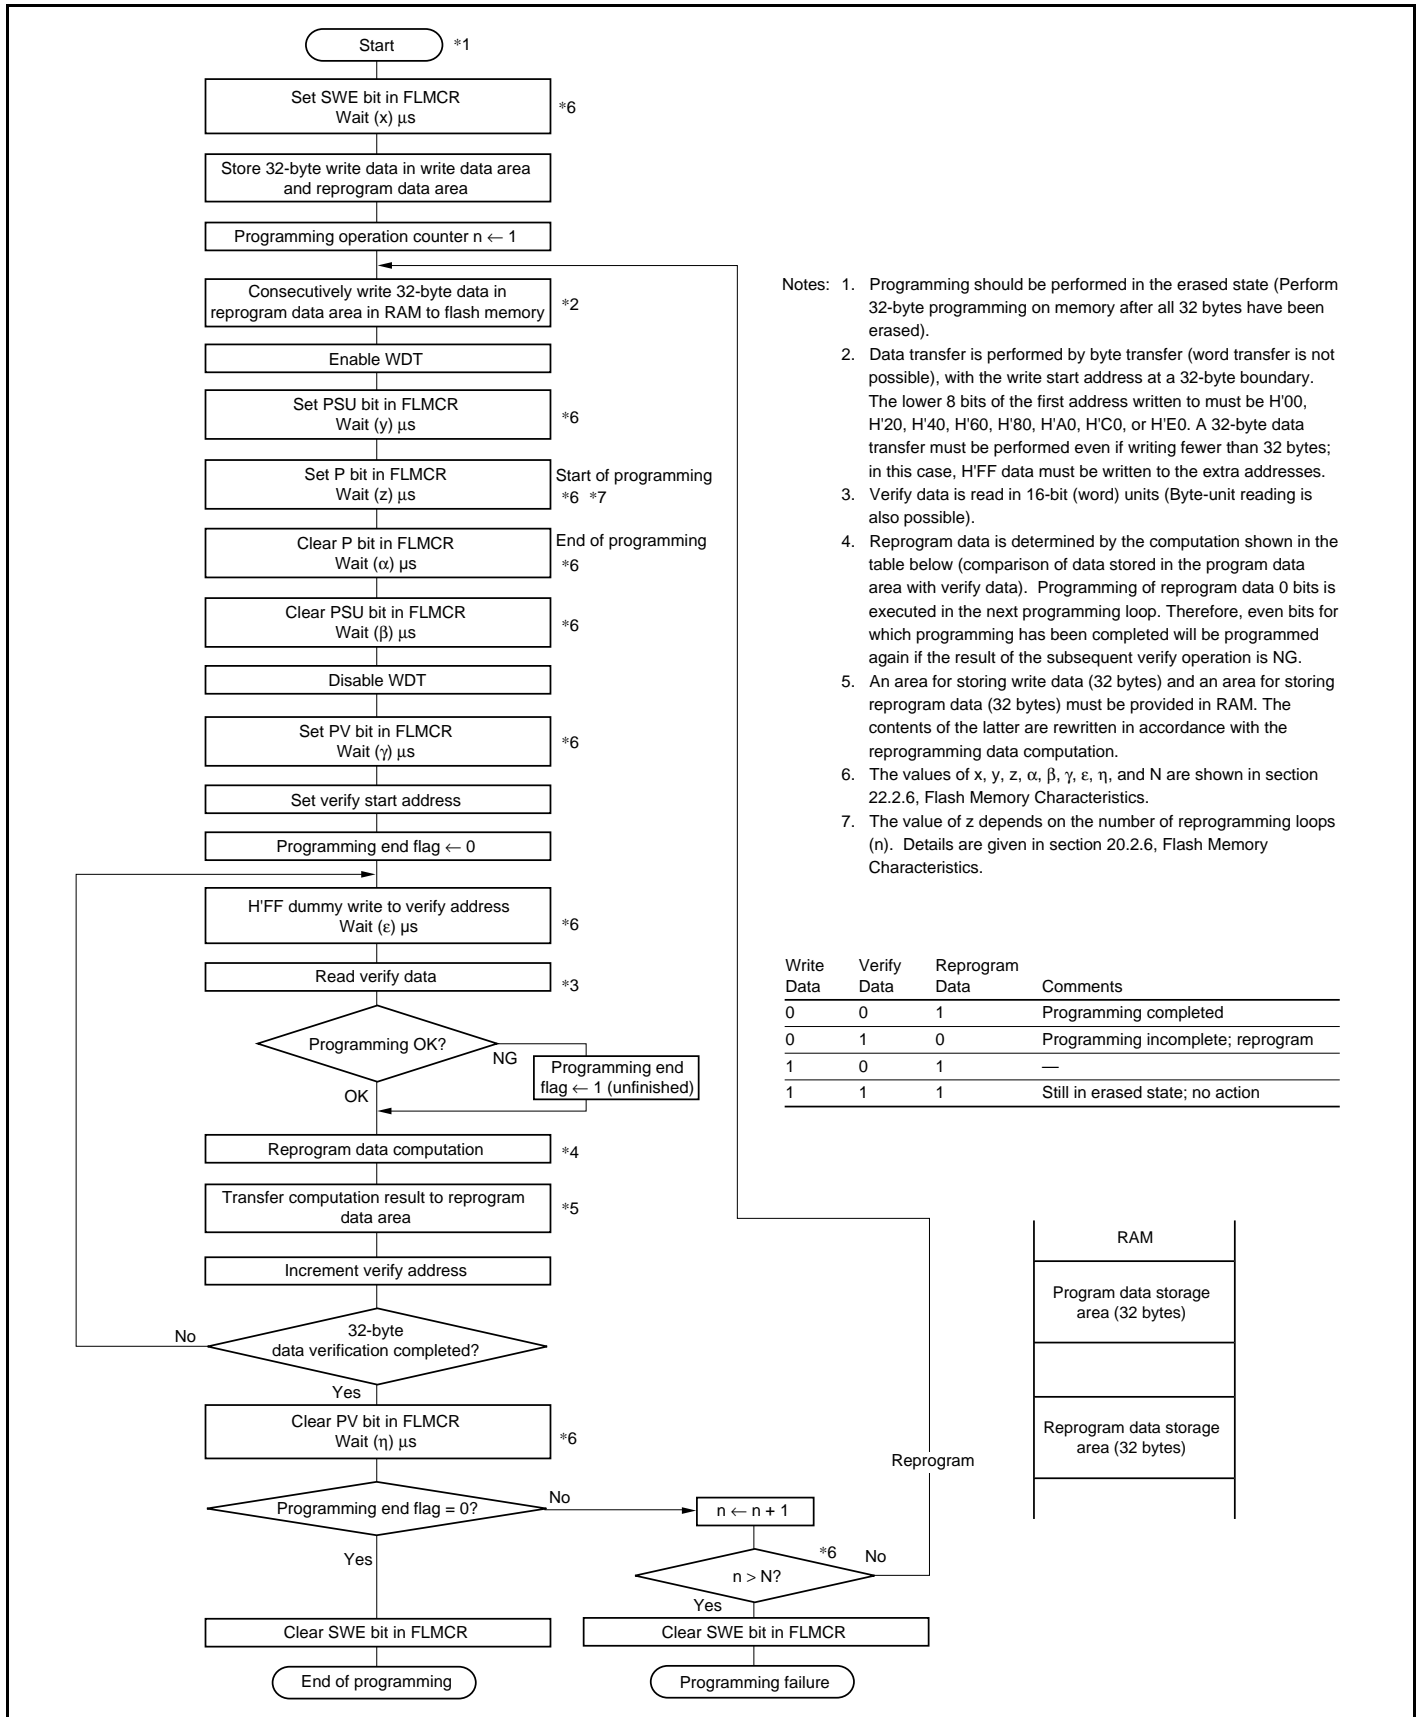 Start *1
Set SWE bit in FLMCR
Wait (x) μs
*6
Store 32-byte write data in write data area
and reprogram data area
Programming operation counter n ← 1
Consecutively write 32-byte data in
reprogram data area in RAM to flash memory
*2
Enable WDT
Set PSU bit in FLMCR
Wait (y) μs
*6
Set P bit in FLMCR
Wait (z) μs
Start of programming
*6 *7
Clear P bit in FLMCR
Wait (α) μs
End of programming
*6
Clear PSU bit in FLMCR
Wait (β) μs
*6
Disable WDT
Set PV bit in FLMCR
Wait (γ) μs
*6
Set verify start address
Programming end flag ← 0
H'FF dummy write to verify address
Wait (ε) μs
*6
Read verify data
*3
Programming OK?
NG
Programming end
flag ← 1 (unfinished)
OK
Reprogram data computation
*4
Transfer computation result to reprogram
data area
*5
Increment verify address
32-byte
data verification completed?
No
Yes
Clear PV bit in FLMCR
Wait (η) μs
*6
Programming end flag = 0?
No
Yes
n ← n + 1
*6
n > N?
No
Yes
Reprogram
Clear SWE bit in FLMCR
End of programming
Clear SWE bit in FLMCR
Programming failure
Notes: 1. Programming should be performed in the erased state (Perform
32-byte programming on memory after all 32 bytes have been
erased).
2. Data transfer is performed by byte transfer (word transfer is not
possible), with the write start address at a 32-byte boundary.
The lower 8 bits of the first address written to must be H'00,
H'20, H'40, H'60, H'80, H'A0, H'C0, or H'E0. A 32-byte data
transfer must be performed even if writing fewer than 32 bytes;
in this case, H'FF data must be written to the extra addresses.
3. Verify data is read in 16-bit (word) units (Byte-unit reading is
also possible).
4. Reprogram data is determined by the computation shown in the
table below (comparison of data stored in the program data
area with verify data). Programming of reprogram data 0 bits is
executed in the next programming loop. Therefore, even bits for
which programming has been completed will be programmed
again if the result of the subsequent verify operation is NG.
5. An area for storing write data (32 bytes) and an area for storing
reprogram data (32 bytes) must be provided in RAM. The
contents of the latter are rewritten in accordance with the
reprogramming data computation.
6. The values of x, y, z, α, β, γ, ε, η, and N are shown in section
22.2.6, Flash Memory Characteristics.
7. The value of z depends on the number of reprogramming loops
(n). Details are given in section 20.2.6, Flash Memory
Characteristics.
Write Verify Reprogram
Data Data Data Comments
0 0 1 Programming completed
0 1 0 Programming incomplete; reprogram
1 0 1 —
1 1 1 Still in erased state; no action
RAM
Program data storage
area (32 bytes)
Reprogram data storage
area (32 bytes)